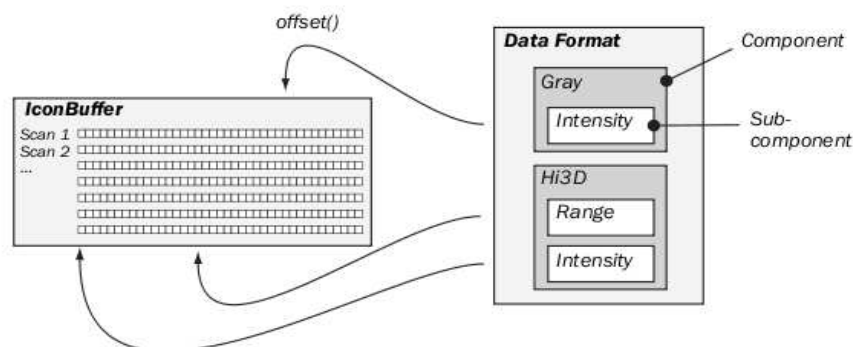 offset()
IconBuffer
Scan 1
Scan 2
...
Data Format
Gray
Intensity
Hi3D
Range
Intensity
Component
Sub-
component